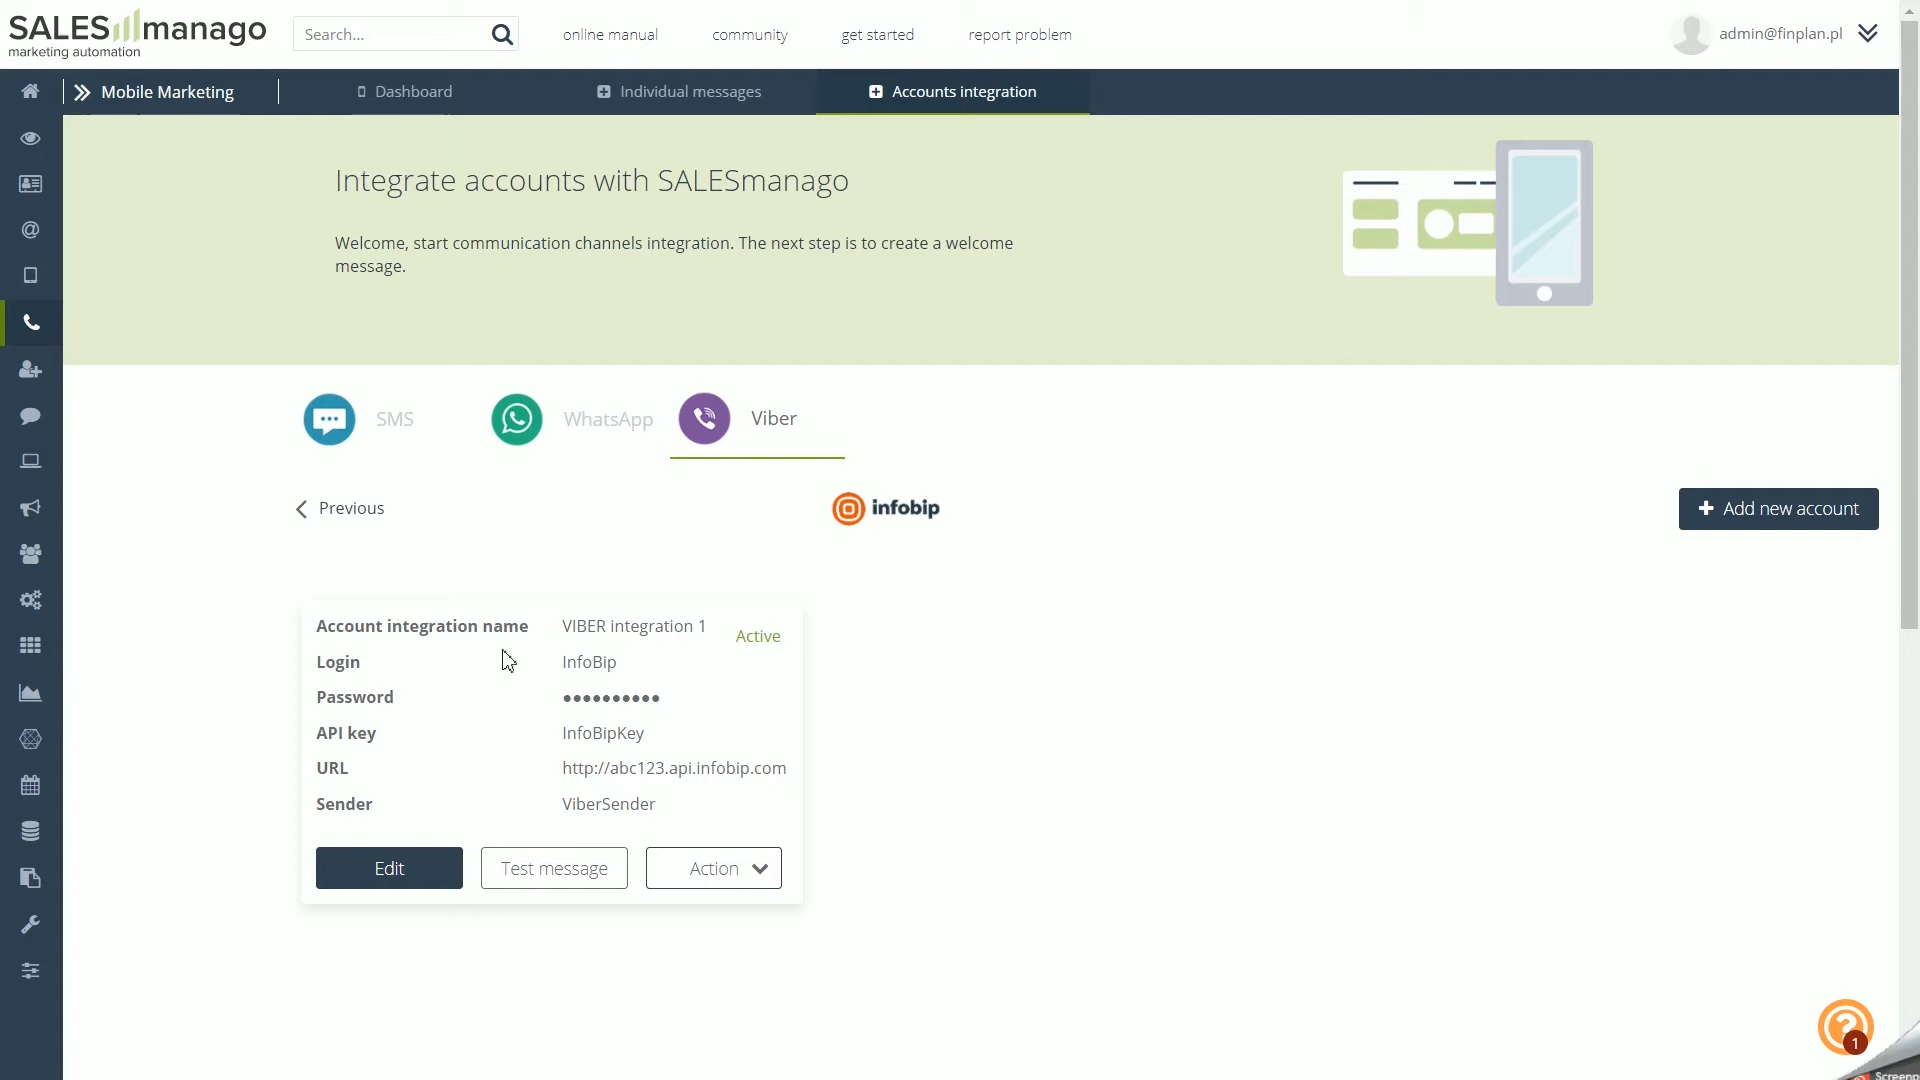 SALESmanago
marketing automation
Search...
online manual
community
get started
report problem
admin@finplan.pl
Mobile Marketing
Dashboard
Individual messages
Accounts integration
Integrate accounts with SALESmanago
Welcome, start communication channels integration. The next step is to create a welcome
message.
SMS
WhatsApp
Viber
Previous
infobip
Add new account
Account integration name VIBER integration 1
Active
Login InfoBip
Password ●●●●●●●●●●
API key InfoBipKey
URL http://abc123.api.infobip.com
Sender ViberSender
Edit
Test message
Action
?
1